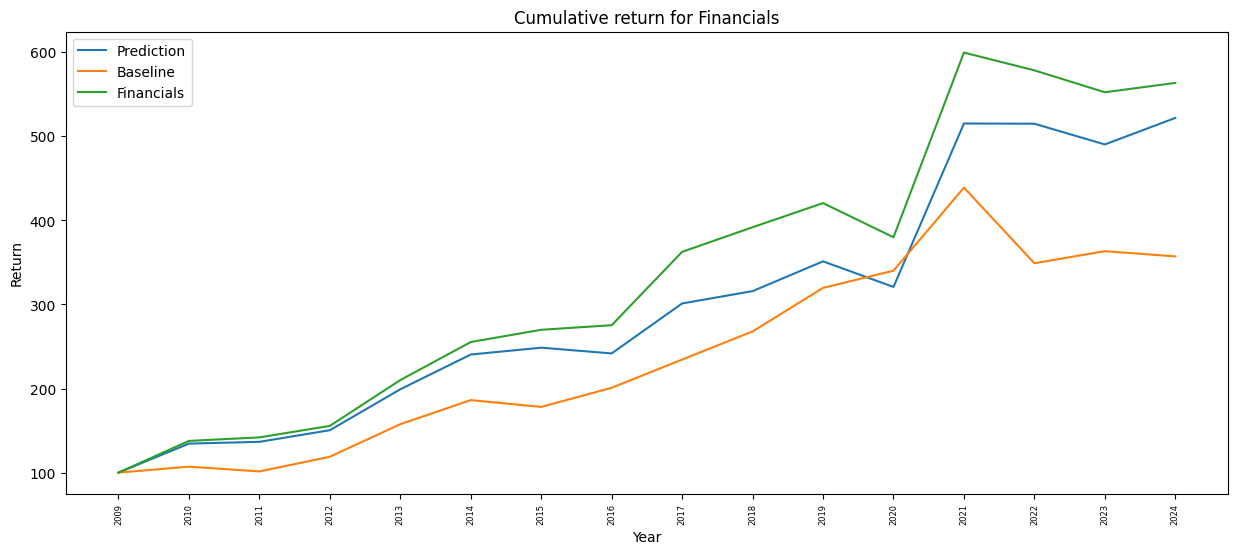 Cumulative return for Financials
Prediction
Baseline
Financials
600
500
400
300
200
100
Return
2009 2010 2011 2012 2013 2014 2015 2016 2017 2018 2019 2020 2021 2022 2023 2024
Year